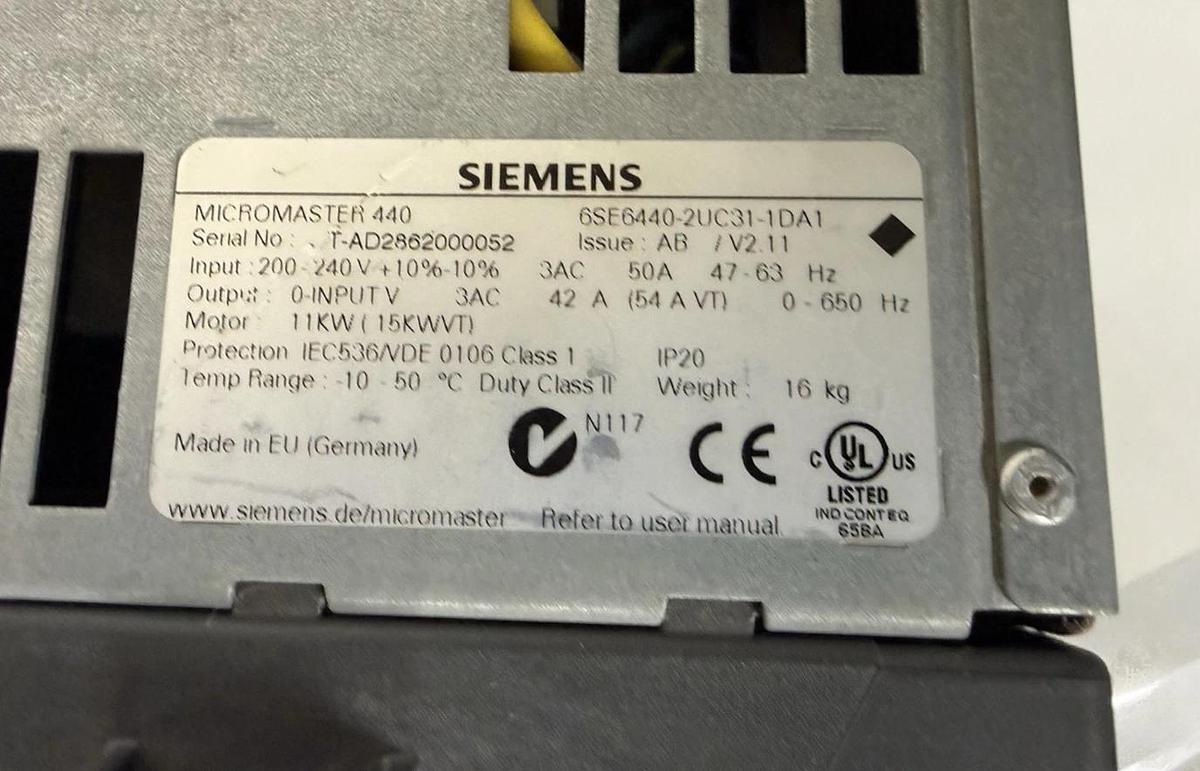 SIEMENS
MICROMASTER 440 6SE6440-2UC31-1DA1
Serial No : T-AD2862000052 Issue : AB / V2.11
Input : 200 - 240 V +10%-10% 3AC 50A 47 - 63 Hz
Output : 0-INPUT V 3AC 42 A (54 A VT) 0 - 650 Hz
Motor 11KW ( 15KWVT)
Protection IEC536/VDE 0106 Class 1 IP20
Temp Range : -10 - 50 °C Duty Class II Weight : 16 kg
N117
Made in EU (Germany) CE C UL US
LISTED
IND CONT EQ
658A
www.siemens.de/micromaster Refer to user manual